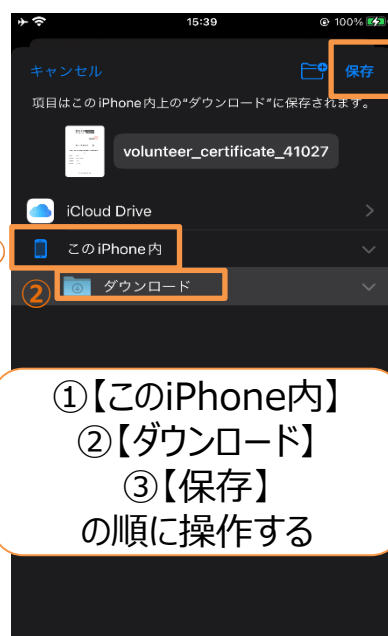 15:39
100%
キャンセル
保存
項目はこのiPhone内上の"ダウンロード"に保存されます。
volunteer_certificate_41027
iCloud Drive
このiPhone内
②
ダウンロード
①【このiPhone内】
②【ダウンロード】
③【保存】
の順に操作する